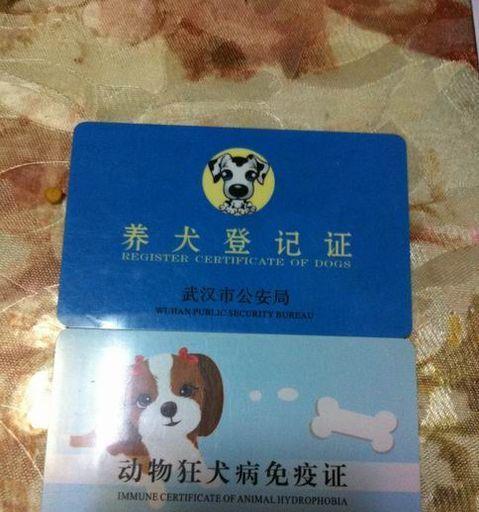 养犬登记证
REGISTER CERTIFICATE OF DOGS
武汉市公安局
WUHAN PUBLIC SECURITY BUREAU
动物狂犬病免疫证
IMMUNE CERTIFICATE OF ANIMAL HYDROPHOBIA